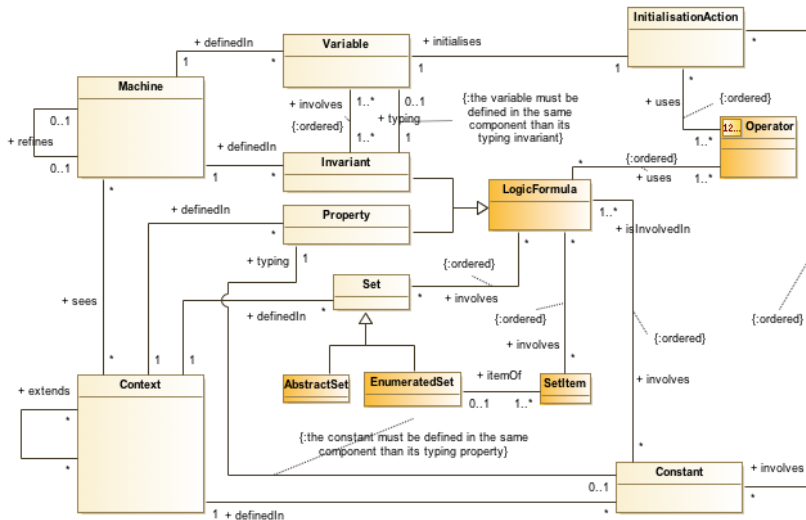 InitialisationAction
+ definedIn
Variable
+ initialises
1
*
1
1
*
*
Machine
+ involves
1..*
0..1
{:the variable must be
defined in the same
component than its
typing invariant}
+ uses
{:ordered}
0..1
{:ordered}
+ typing
12...
Operator
+ refines
1..*
1
1..*
0..1
+ definedIn
Invariant
*
{:ordered}
1
*
+ uses
1..*
*
LogicFormula
+ definedIn
Property
1..*
*
+ isInvolvedIn
*
*
+ typing
1
{:ordered}
Set
*
+ involves
+ sees
*
+ definedIn
{:ordered}
{:ordered}
+ involves
*
1
1
*
Context
AbstractSet
EnumeratedSet
+ itemOf
SetItem
+ involves
+ extends
0..1
1..*
*
*
{:the constant must be defined in the same
component than its typing property}
*
Constant
+ involves
0..1
*
1
+ definedIn
*